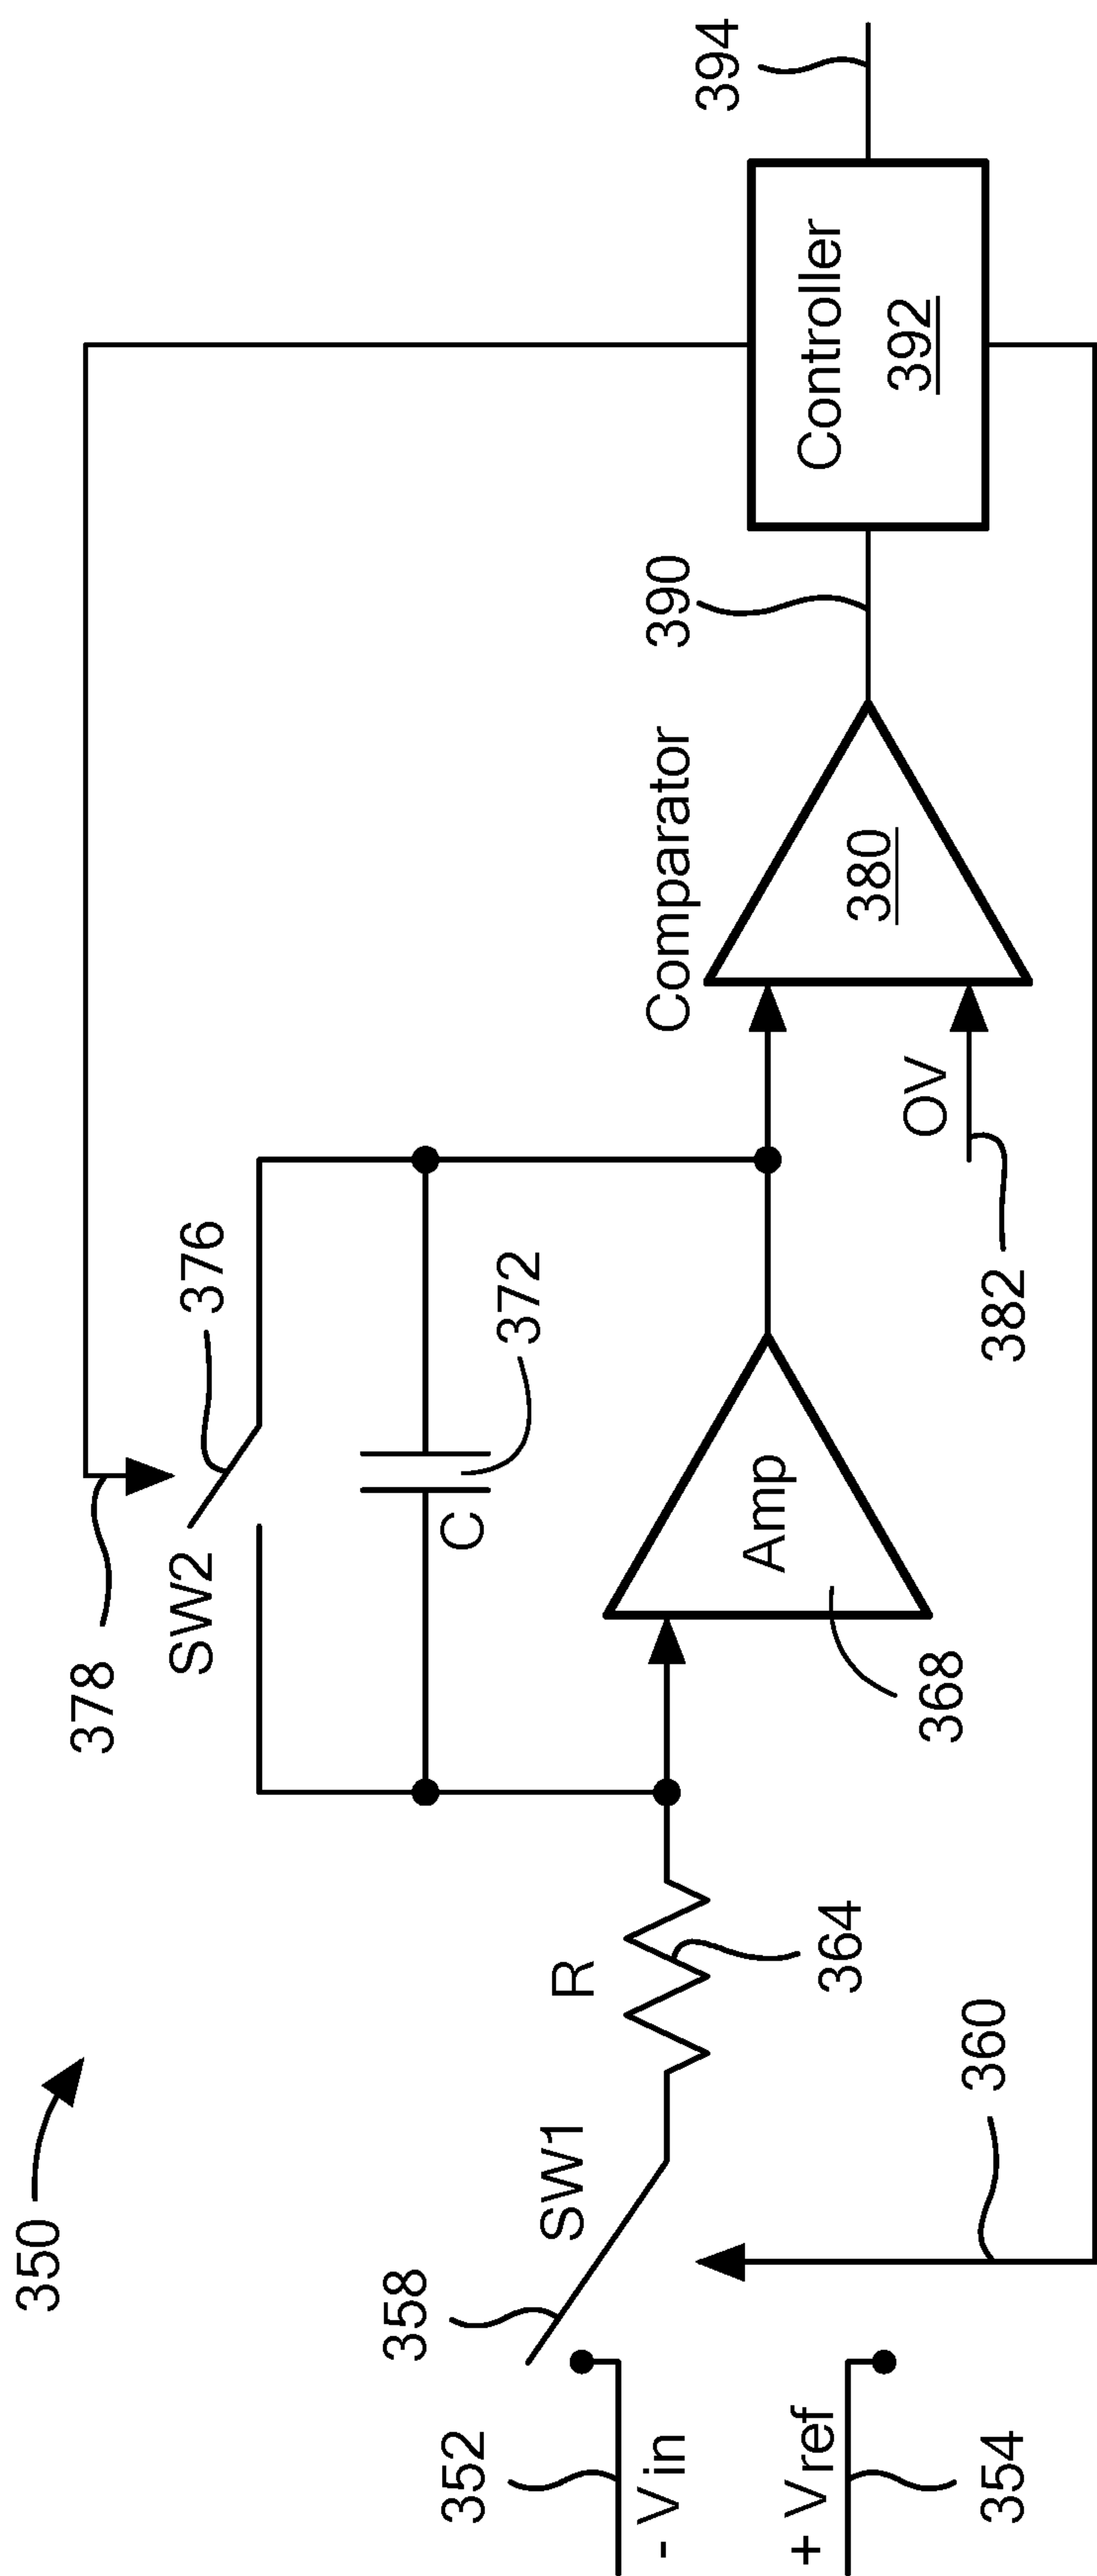 350
352
- Vin
+ Vref
354
358
SW1
360
R
364
378
SW2
376
C
372
Amp
368
Comparator
380
OV
382
390
Controller
392
394